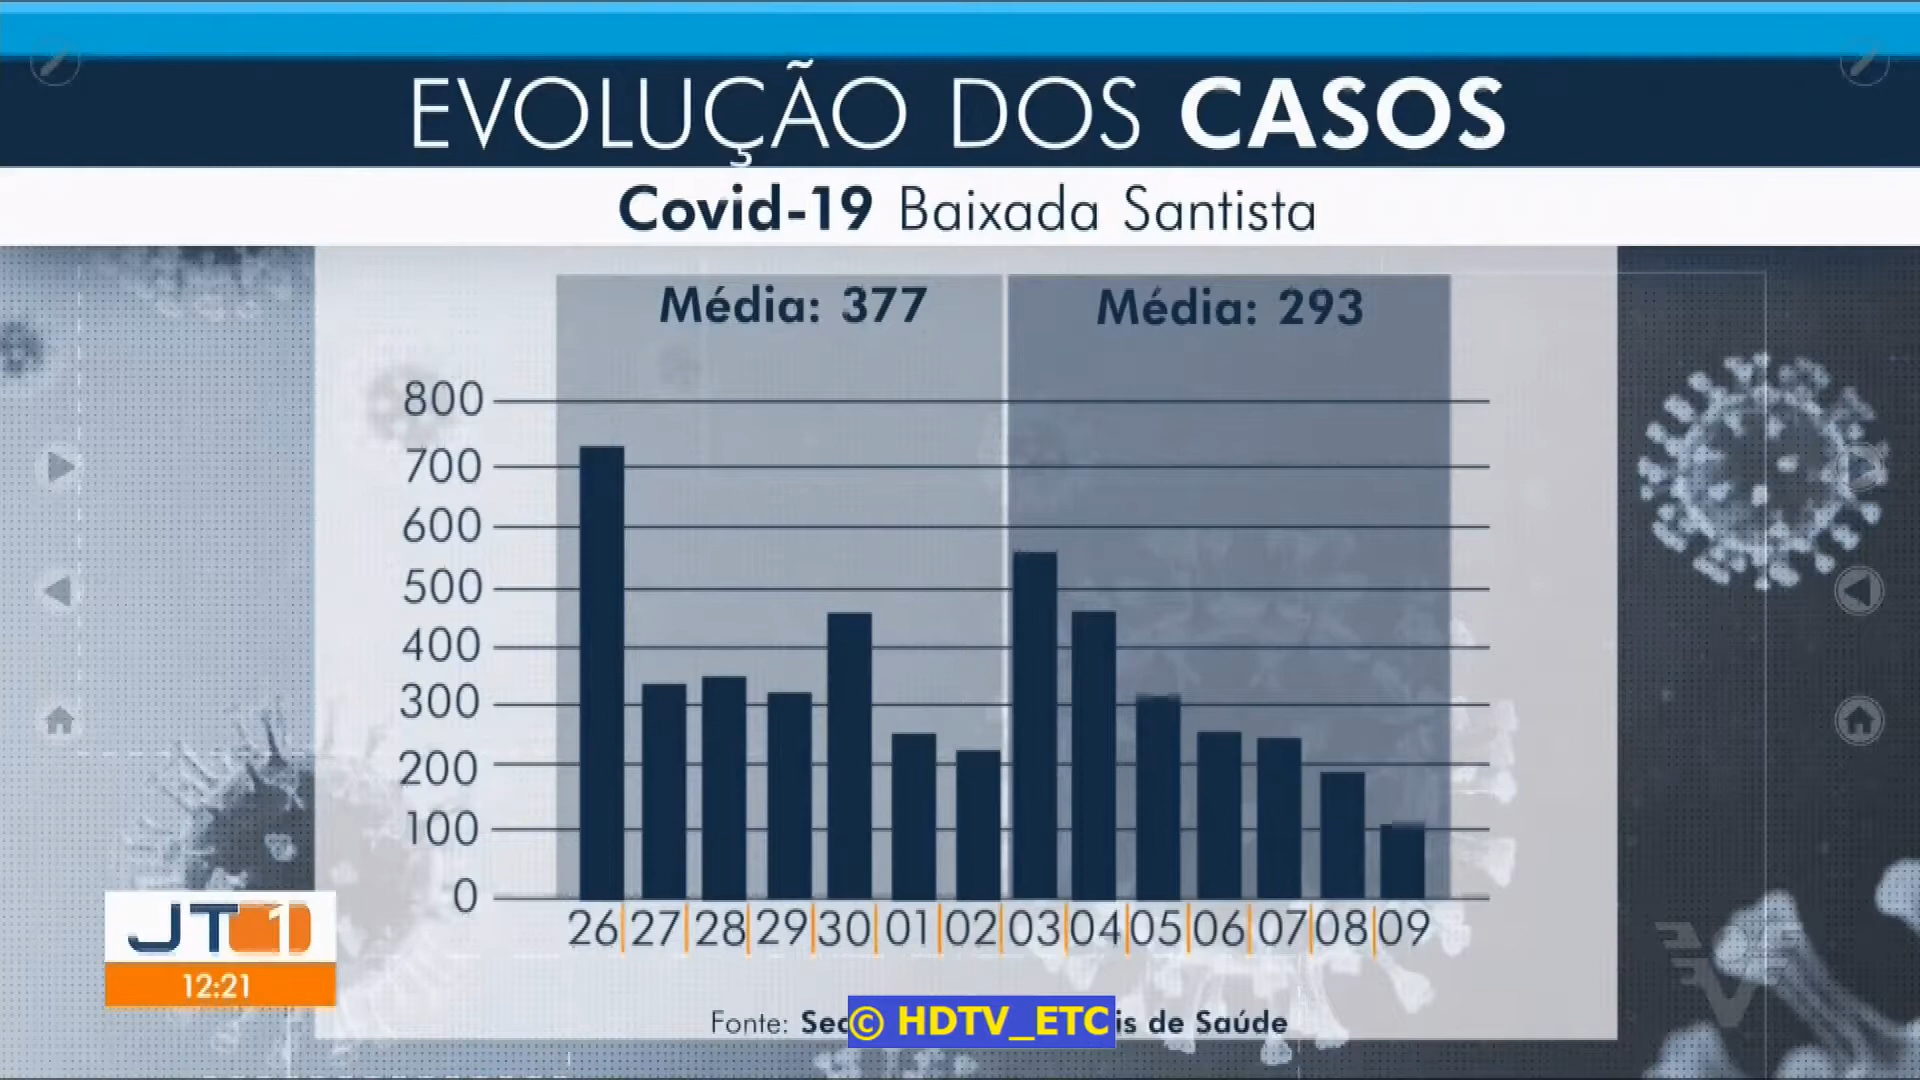 EVOLUÇÃO DOS CASOS
Covid-19 Baixada Santista
Média: 377
Média: 293
800
700
600
500
400
300
200
100
0
26 27 28 29 30 01 02 03 04 05 06 07 08 09
JT1
12:21
Fonte: is de Saúde
© HDTV_ETC